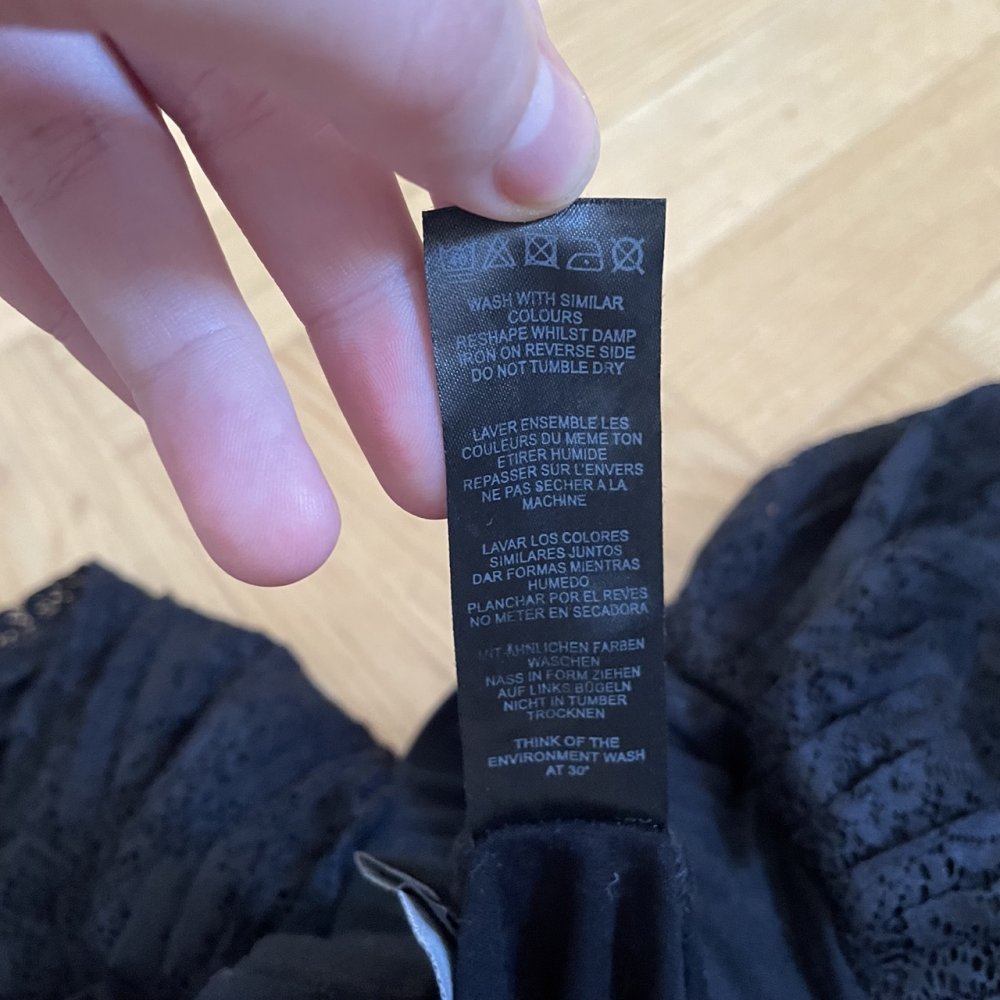 WASH WITH SIMILAR
COLOURS
RESHAPE WHILST DAMP
IRON ON REVERSE SIDE
DO NOT TUMBLE DRY
LAVER ENSEMBLE LES
COULEURS DU MEME TON
ETIRER HUMIDE
REPASSER SUR L'ENVERS
NE PAS SECHER A LA
MACHINE
LAVAR LOS COLORES
SIMILARES JUNTOS
DAR FORMAS MIENTRAS
HUMEDO
PLANCHAR POR EL REVES
NO METER EN SECADORA
MIT ÄHNLICHEN FARBEN
WASCHEN
NASS IN FORM ZIEHEN
AUF LINKS BÜGELN
NICHT IN TUMBER
TROCKNEN
THINK OF THE
ENVIRONMENT WASH
AT 30°